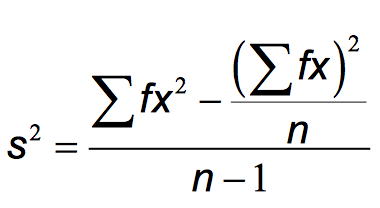 s² = (∑fx² − (∑fx)²/n)/(n − 1)